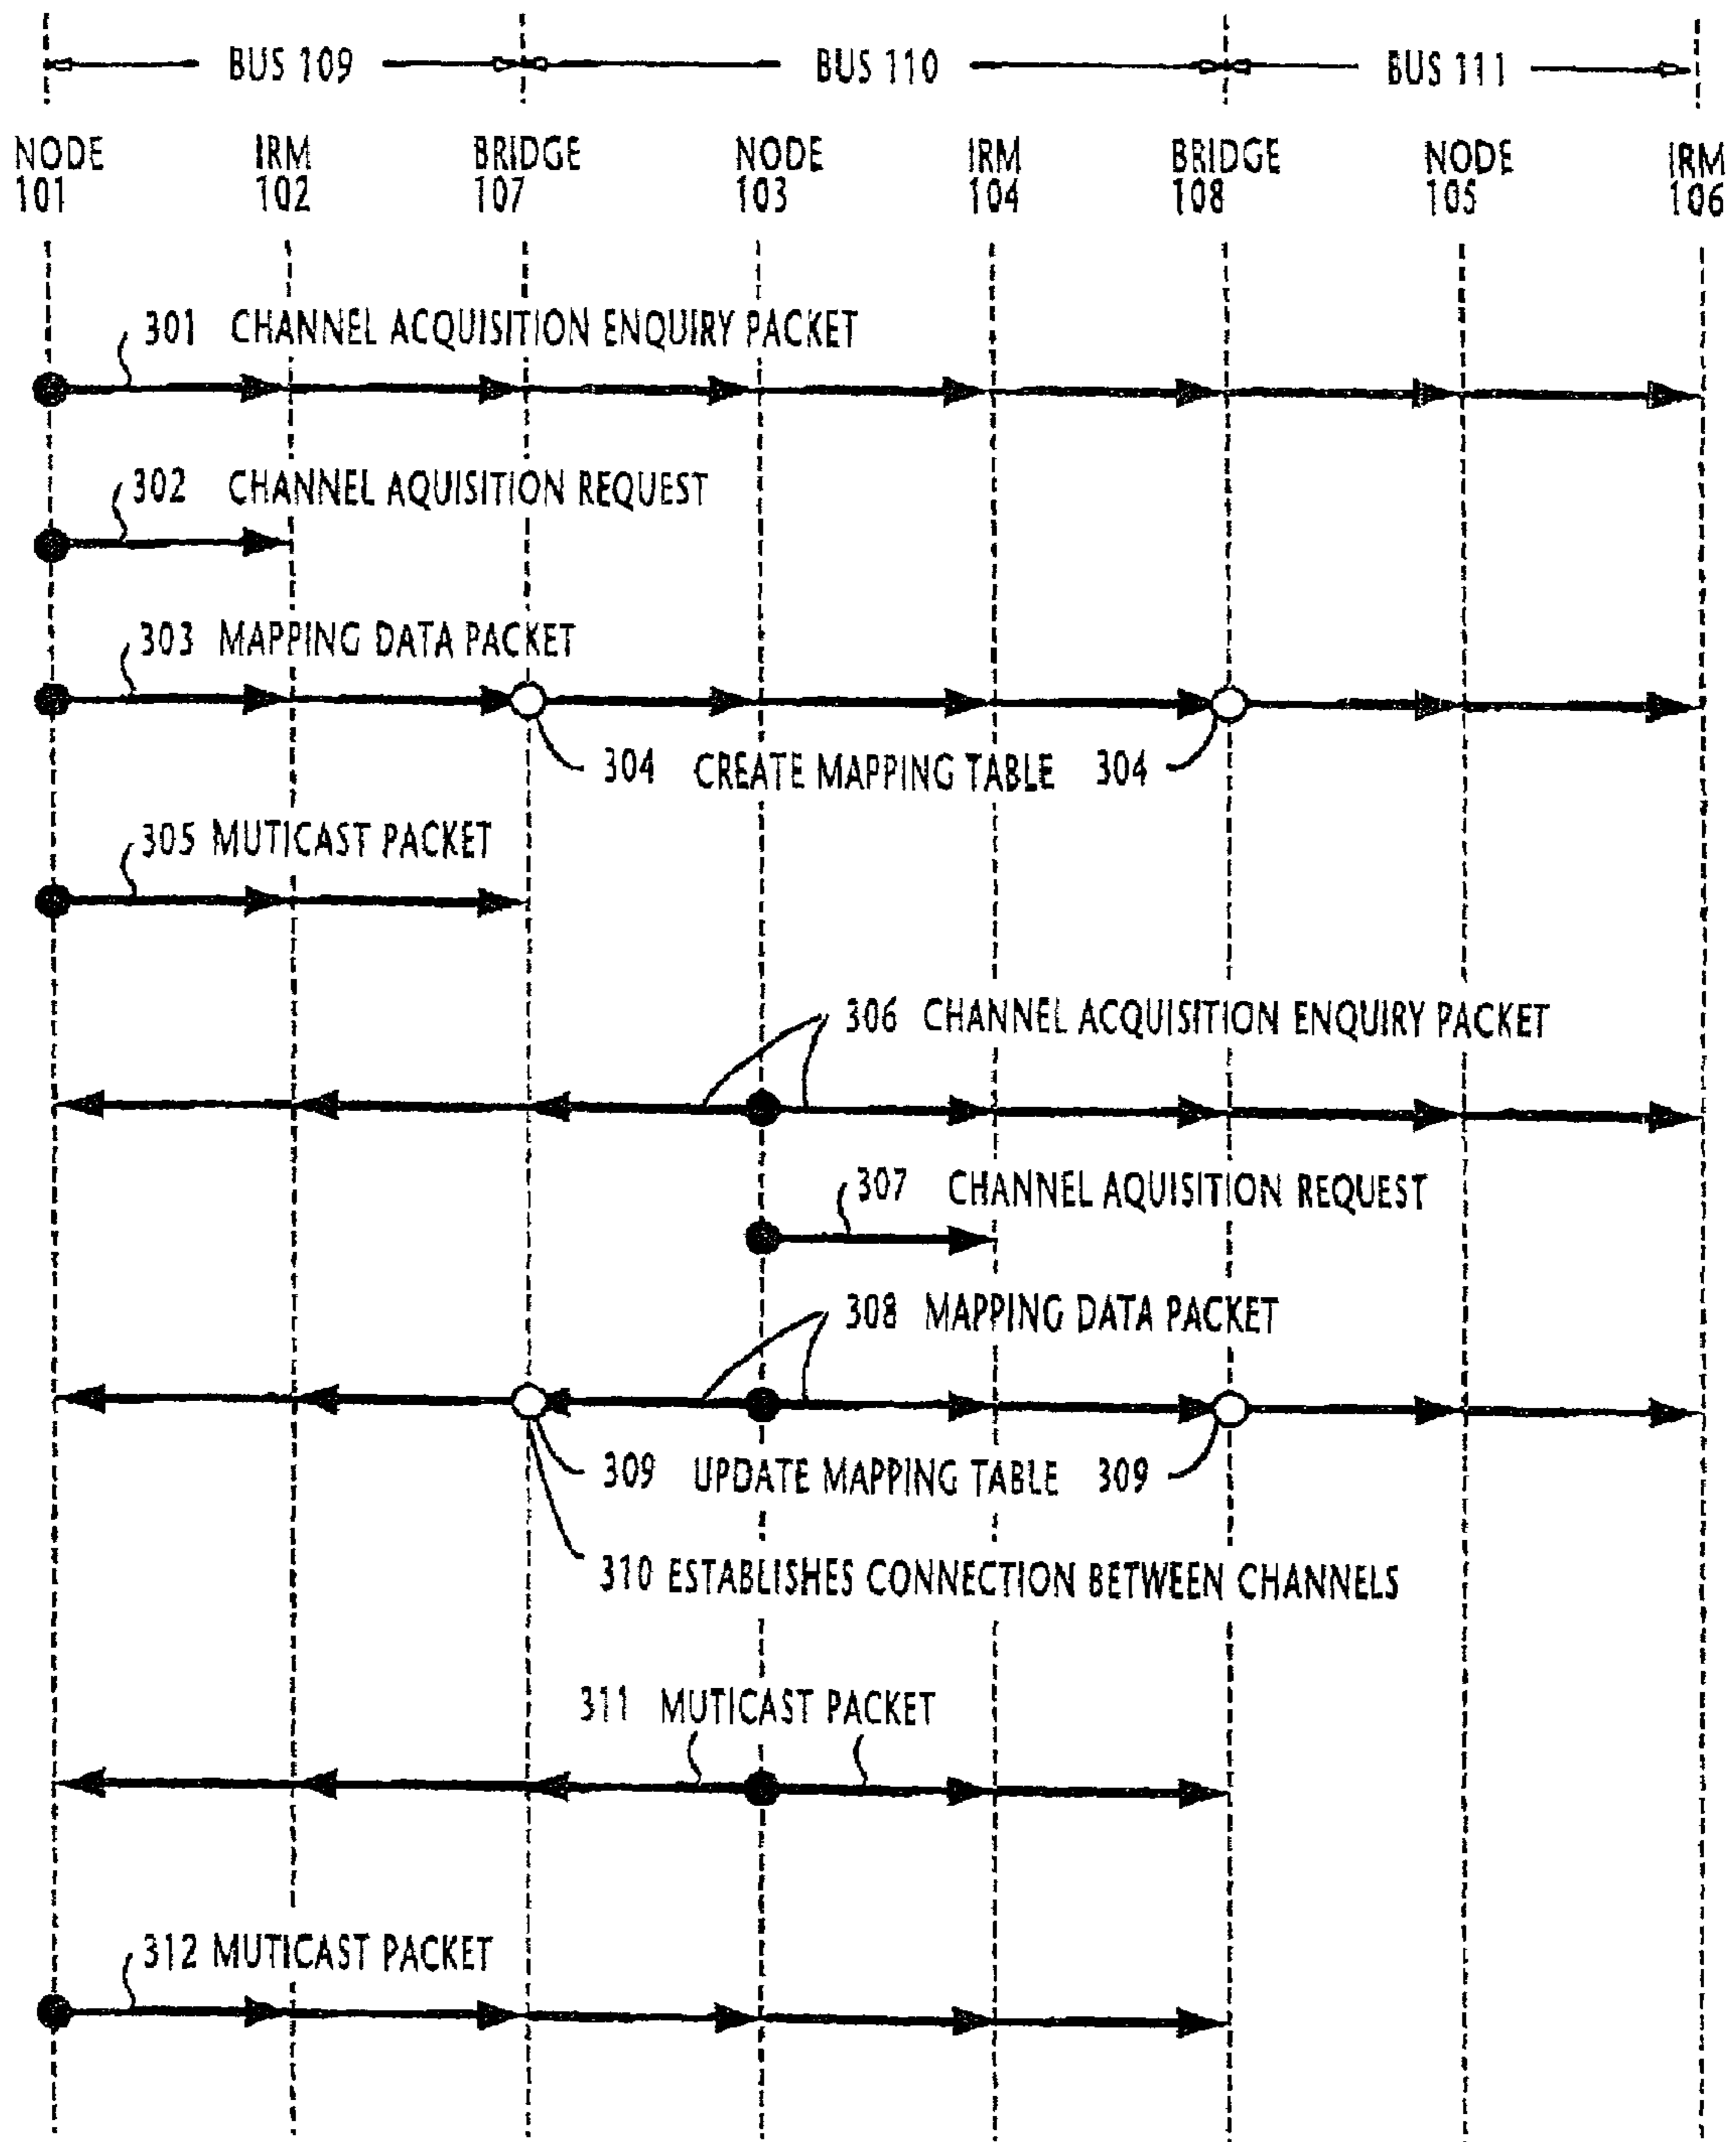 BUS 109 BUS 110 BUS 111
NODE IRM BRIDGE NODE IRM BRIDGE NODE IRM
101 102 107 103 104 108 105 106
301 CHANNEL ACQUISITION ENQUIRY PACKET
302 CHANNEL AQUISITION REQUEST
303 MAPPING DATA PACKET
304 CREATE MAPPING TABLE 304
305 MUTICAST PACKET
306 CHANNEL ACQUISITION ENQUIRY PACKET
307 CHANNEL AQUISITION REQUEST
308 MAPPING DATA PACKET
309 UPDATE MAPPING TABLE 309
310 ESTABLISHES CONNECTION BETWEEN CHANNELS
311 MUTICAST PACKET
312 MUTICAST PACKET